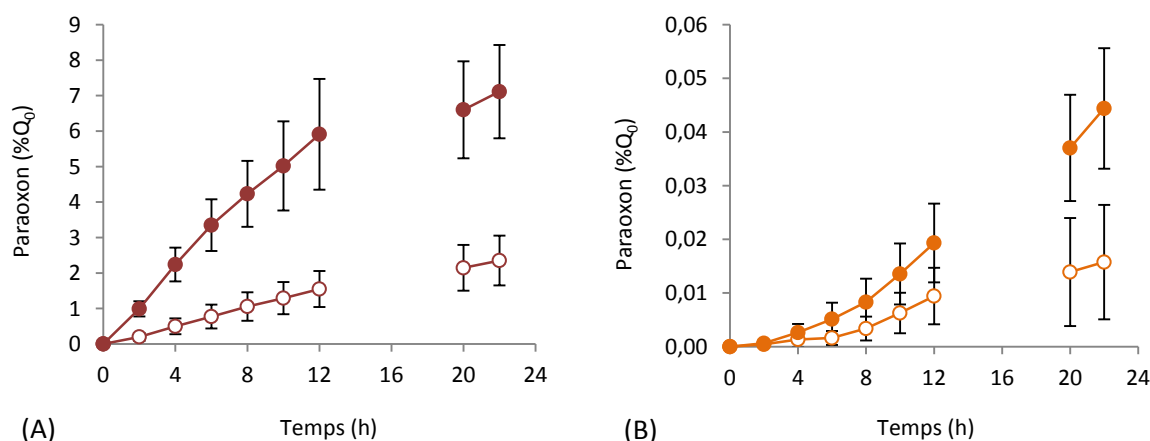 Paraoxon (%Q₀)
9
8
7
6
5
4
3
2
1
0
0 4 8 12 16 20 24
Temps (h)
(A)
Paraoxon (%Q₀)
0,06
0,05
0,04
0,03
0,02
0,01
0,00
0 4 8 12 16 20 24
Temps (h)
(B)